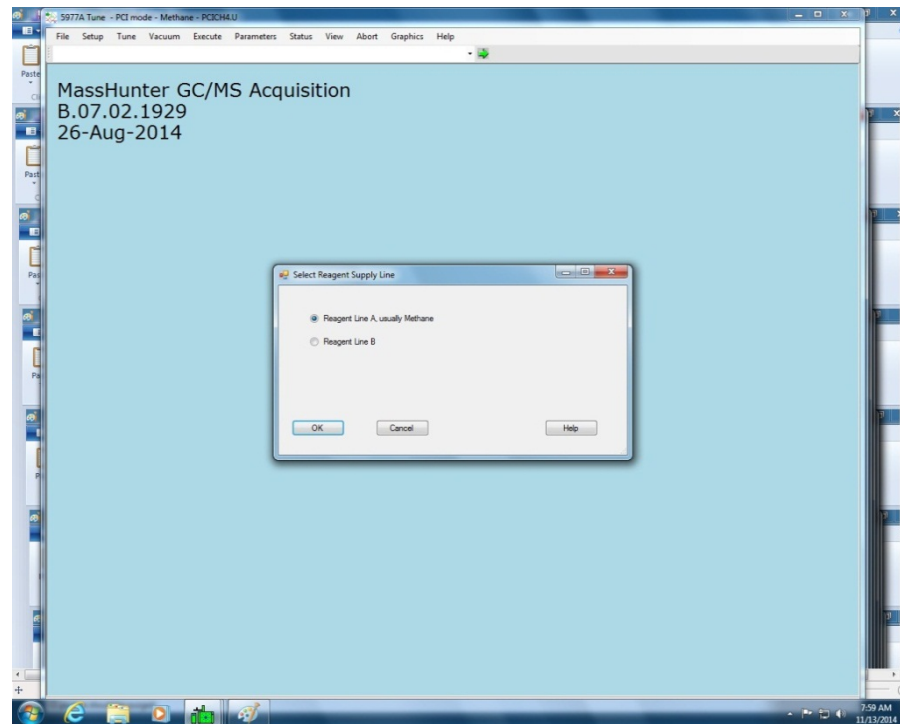 5977A Tune - PCI mode - Methane - PCICH4.U
File Setup Tune Vacuum Execute Parameters Status View Abort Graphics Help
Paste
MassHunter GC/MS Acquisition
B.07.02.1929
26-Aug-2014
Select Reagent Supply Line
Reagent Line A, usually Methane
Reagent Line B
OK Cancel Help
7:59 AM
11/13/2014